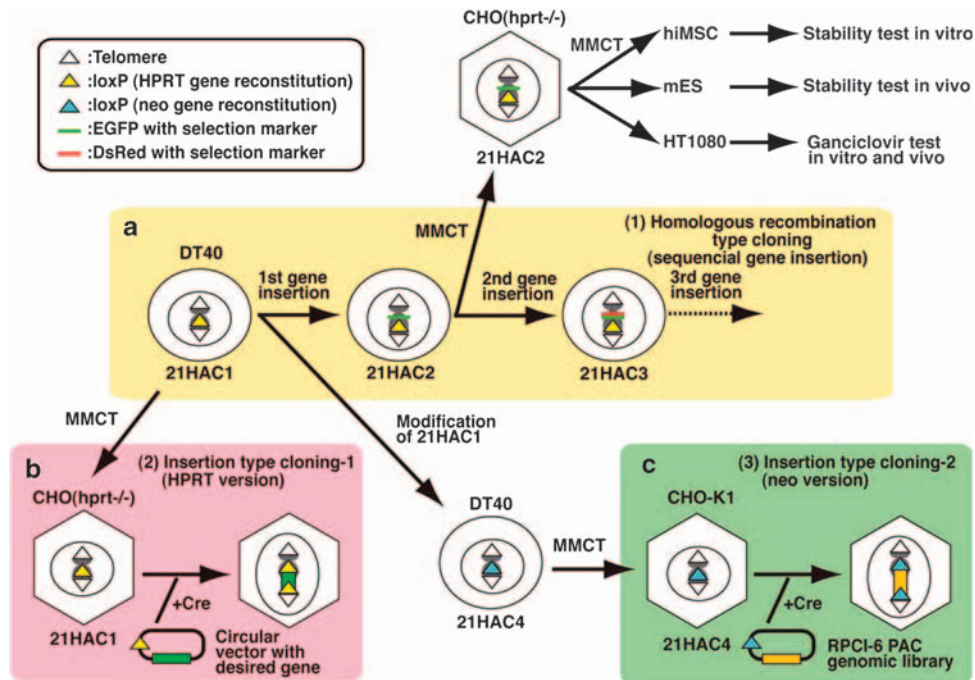 CHO(hprt-/-)
:Telomere
:loxP (HPRT gene reconstitution)
:loxP (neo gene reconstitution)
:EGFP with selection marker
:DsRed with selection marker
MMCT
hiMSC
Stability test in vitro
mES
Stability test in vivo
HT1080
Ganciclovir test
in vitro and vivo
21HAC2
a
DT40
1st gene
insertion
MMCT
2nd gene
insertion
(1) Homologous recombination
type cloning
(sequencial gene insertion)
3rd gene
insertion
21HAC1
21HAC2
21HAC3
MMCT
Modification
of 21HAC1
b
(2) Insertion type cloning-1
(HPRT version)
CHO(hprt-/-)
+Cre
21HAC1
Circular
vector with
desired gene
DT40
MMCT
21HAC4
c
(3) Insertion type cloning-2
(neo version)
CHO-K1
+Cre
21HAC4
RPCI-6 PAC
genomic library